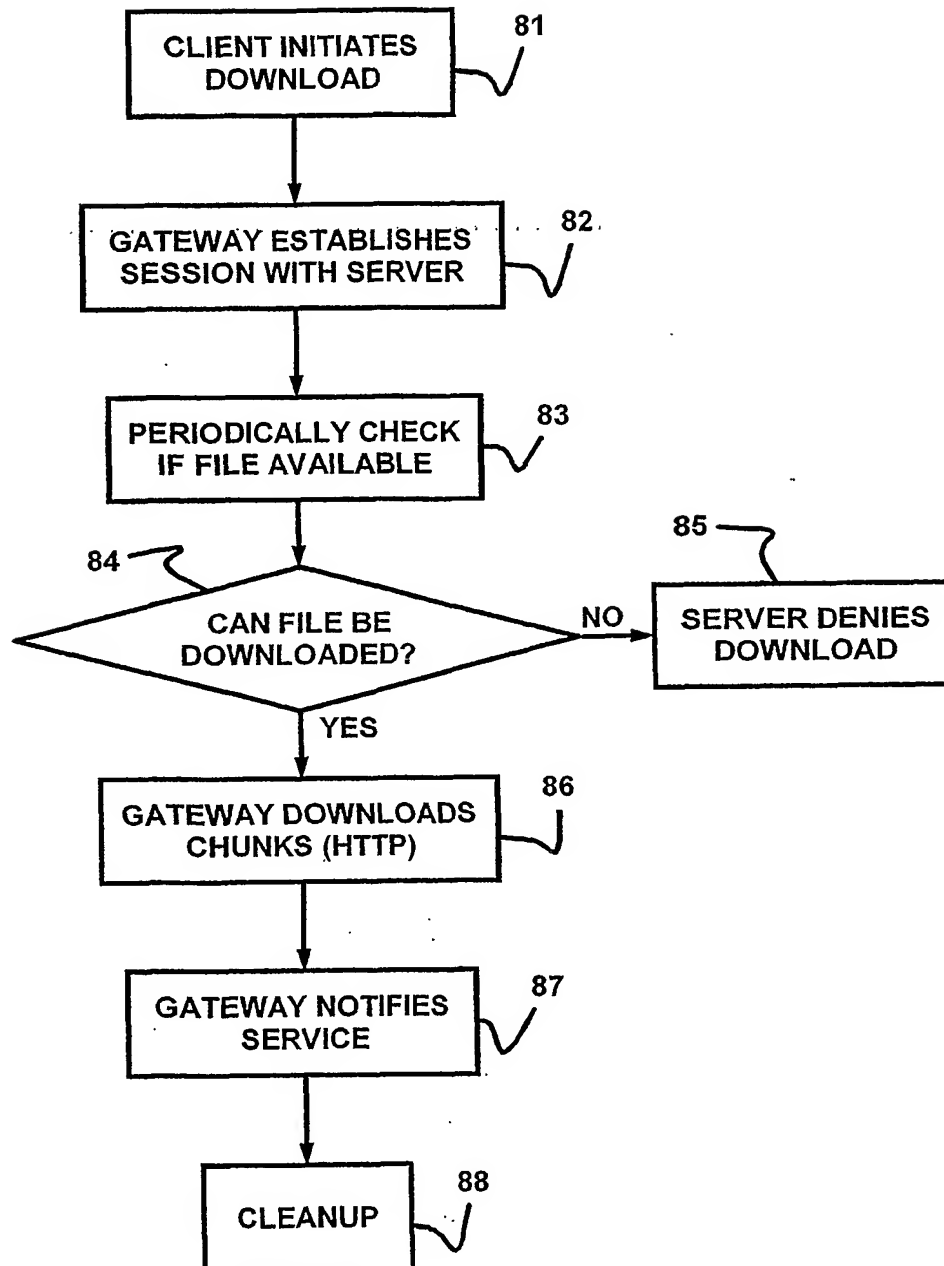 CLIENT INITIATES
DOWNLOAD
81
GATEWAY ESTABLISHES
SESSION WITH SERVER
82
PERIODICALLY CHECK
IF FILE AVAILABLE
83
84
CAN FILE BE
DOWNLOADED?
NO
85
SERVER DENIES
DOWNLOAD
YES
GATEWAY DOWNLOADS
CHUNKS (HTTP)
86
GATEWAY NOTIFIES
SERVICE
87
CLEANUP
88